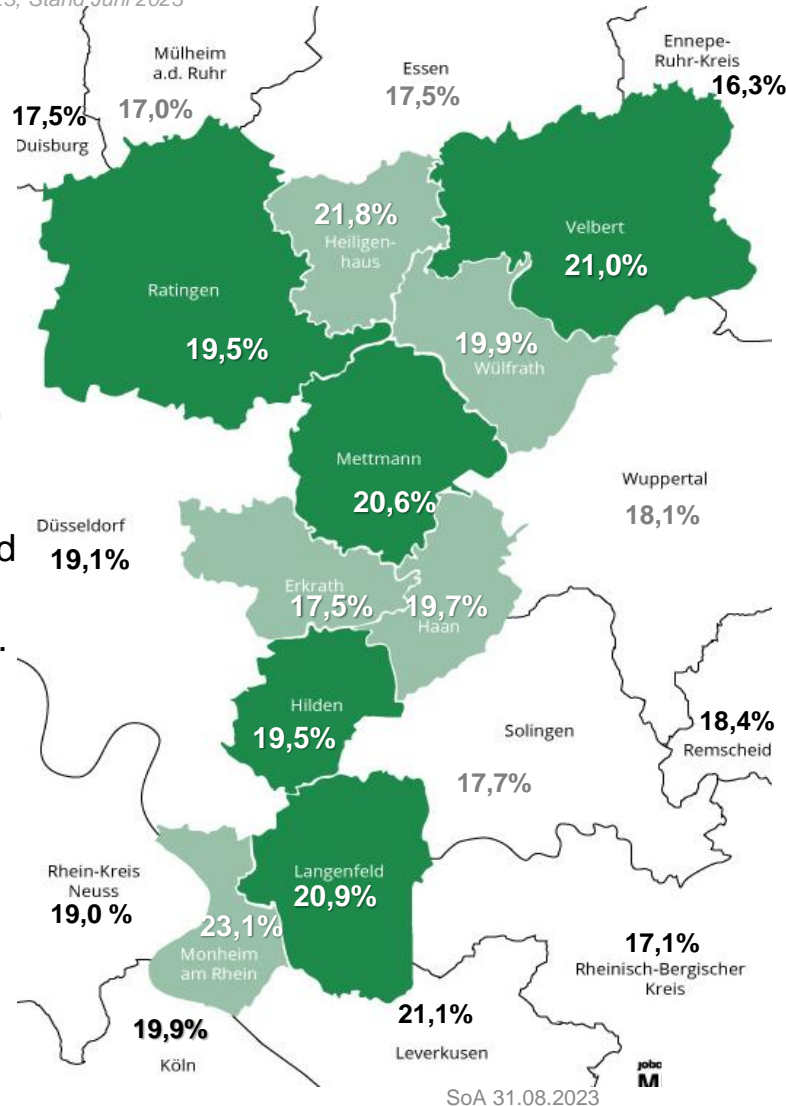 Stand Juni 2023
Mülheim
a.d. Ruhr
17,0%
Essen
17,5%
Ennepe-
Ruhr-Kreis
16,3%
17,5%
Duisburg
21,8%
Heiligen-
haus
Velbert
21,0%
Ratingen
19,5%
19,9%
Wülfrath
Mettmann
20,6%
Wuppertal
18,1%
Düsseldorf
19,1%
Erkrath
17,5%
19,7%
Haan
Hilden
19,5%
Solingen
17,7%
18,4%
Remscheid
Rhein-Kreis
Neuss
19,0 %
Langenfeld
20,9%
23,1%
Monheim
am Rhein
17,1%
Rheinisch-Bergischer
Kreis
19,9%
Köln
21,1%
Leverkusen
SoA 31.08.2023